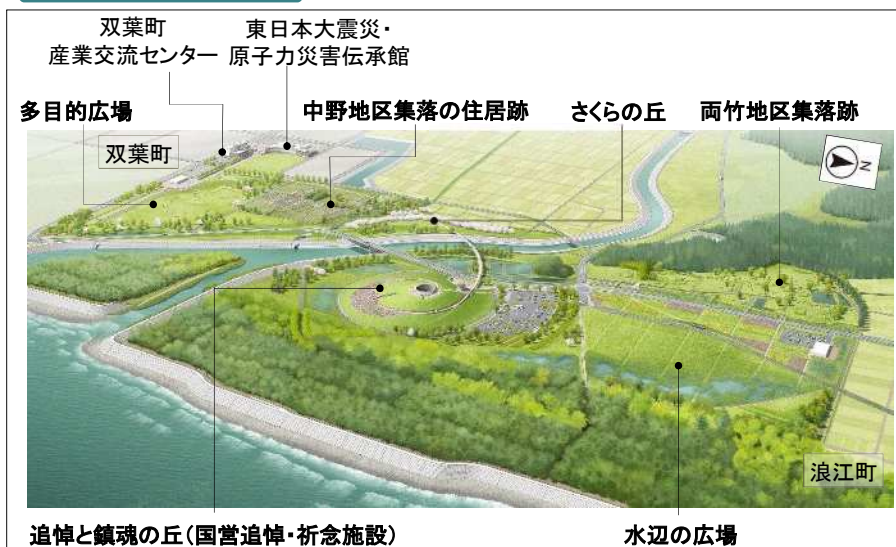 双葉町
産業交流センター
東日本大震災・
原子力災害伝承館
多目的広場
中野地区集落の住居跡
さくらの丘
両竹地区集落跡
双葉町
N
浪江町
追悼と鎮魂の丘(国営追悼・祈念施設)
水辺の広場